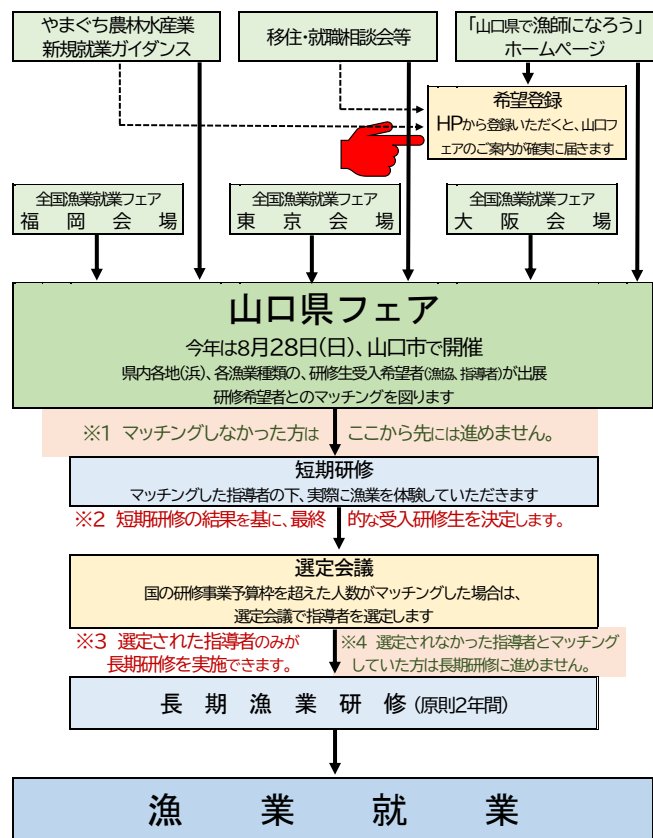 やまぐち農林水産業
新規就業ガイダンス
移住・就職相談会等
「山口県で漁師になろう」
ホームページ
希望登録
HPから登録いただくと、山口フ
ェアのご案内が確実に届きます
全国漁業就業フェア
福岡会場
全国漁業就業フェア
東京会場
全国漁業就業フェア
大阪会場
山口県フェア
今年は8月28日(日)、山口市で開催
県内各地(浜)、各漁業種類の、研修生受入希望者(漁協、指導者)が出展
研修希望者とのマッチングを図ります
※1 マッチングしなかった方は ここから先には進めません。
短期研修
マッチングした指導者の下、実際に漁業を体験していただきます
※2 短期研修の結果を基に、最終 的な受入研修生を決定します。
選定会議
国の研修事業予算枠を超えた人数がマッチングした場合は、
選定会議で指導者を選定します
※3 選定された指導者のみが
長期研修を実施できます。
※4 選定されなかった指導者とマッチング
していた方は長期研修に進めません。
長期漁業研修(原則2年間)
漁業就業